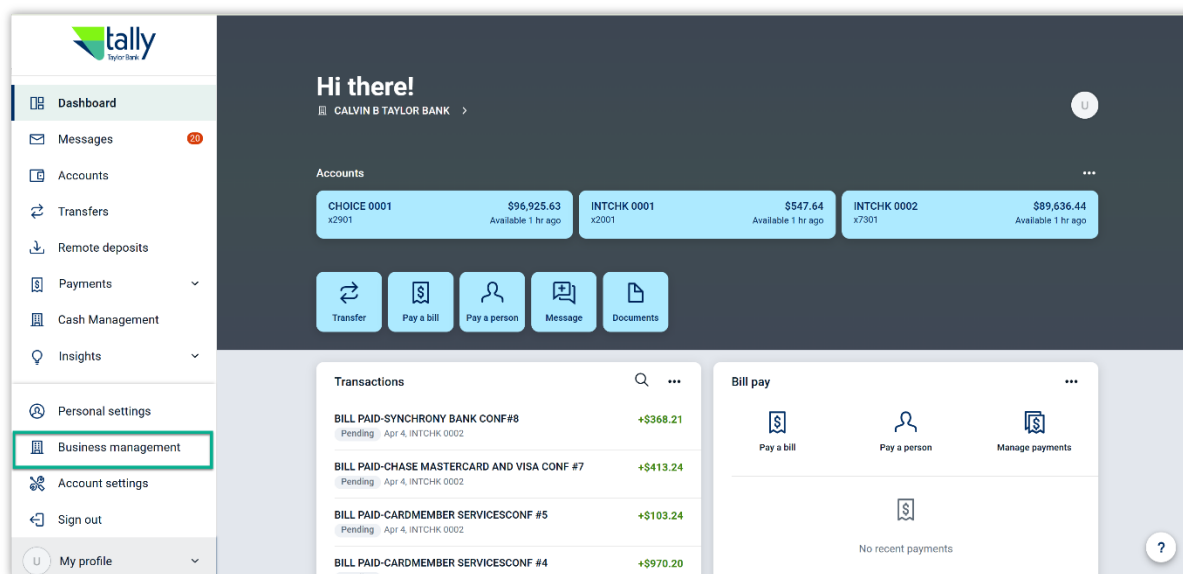 tally
Taylor Bank
Dashboard
Messages 20
Accounts
Transfers
Remote deposits
Payments
Cash Management
Insights
Personal settings
Business management
Account settings
Sign out
U My profile
Hi there!
CALVIN B TAYLOR BANK >
U
Accounts
CHOICE 0001 $96,925.63
x2901 Available 1 hr ago
INTCHK 0001 $547.64
x2001 Available 1 hr ago
INTCHK 0002 $89,636.44
x7301 Available 1 hr ago
Transfer
Pay a bill
Pay a person
Message
Documents
Transactions
BILL PAID-SYNCHRONY BANK CONF#8 +$368.21
Pending Apr 4, INTCHK 0002
BILL PAID-CHASE MASTERCARD AND VISA CONF #7 +$413.24
Pending Apr 4, INTCHK 0002
BILL PAID-CARDMEMBER SERVICESCONF #5 +$103.24
Pending Apr 4, INTCHK 0002
BILL PAID-CARDMEMBER SERVICESCONF #4 +$970.20
Bill pay
Pay a bill
Pay a person
Manage payments
No recent payments
?